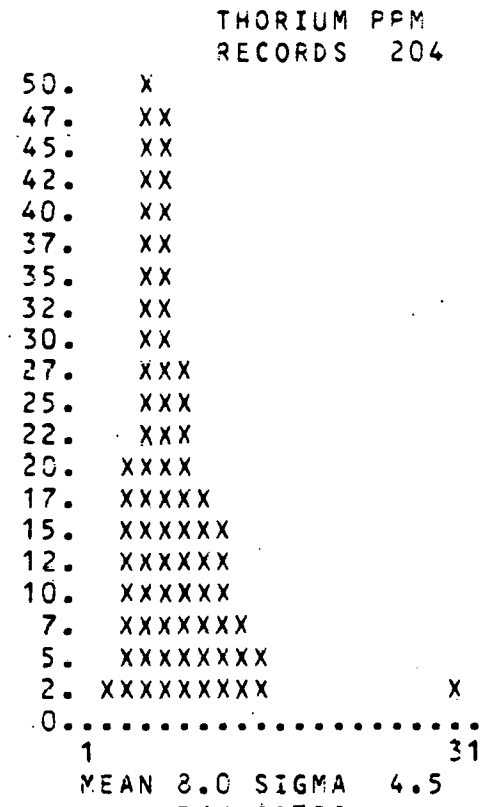 THORIUM PPM
RECORDS 204
50. X
47. XX
45. XX
42. XX
40. XX
37. XX
35. XX
32. XX
30. XX
27. XXX
25. XXX
22. XXX
20. XXXX
17. XXXXX
15. XXXXXX
12. XXXXXX
10. XXXXXX
7. XXXXXXX
5. XXXXXXXX
2. XXXXXXXXX X
0......................
1 31
MEAN 8.0 SIGMA 4.5